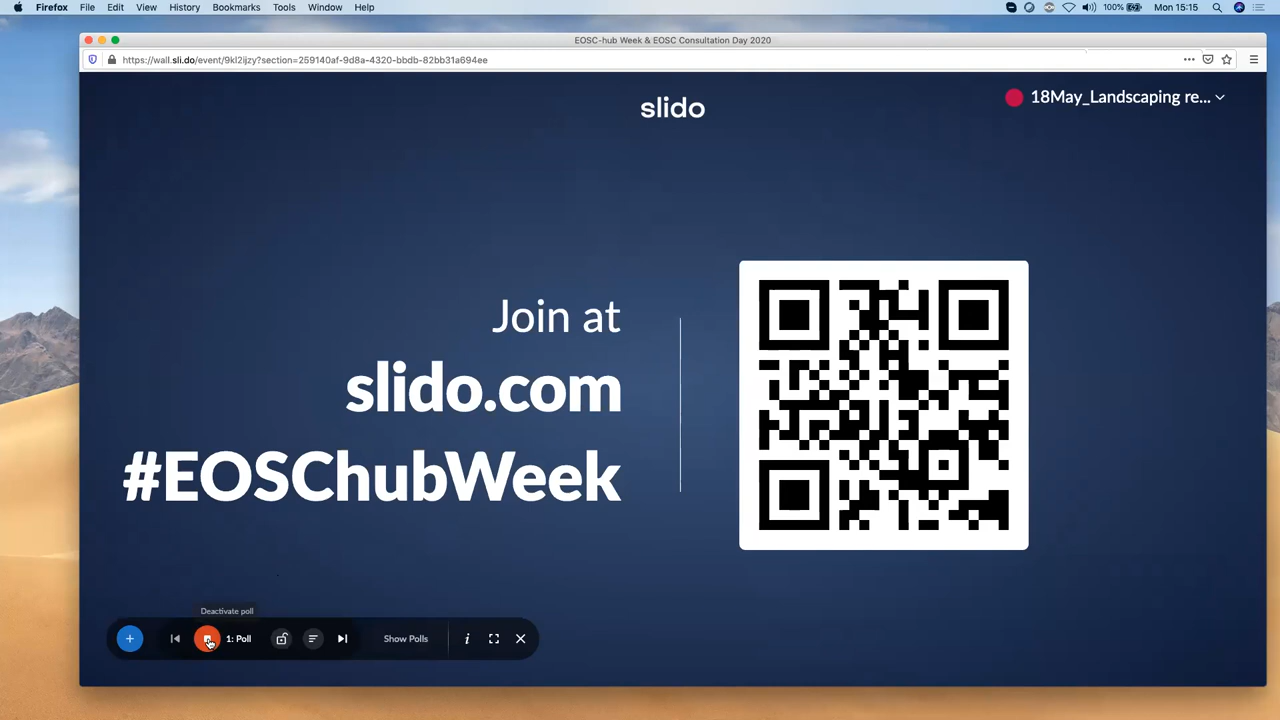 Firefox File Edit View History Bookmarks Tools Window Help 100% Mon 15:15
EOSC-hub Week & EOSC Consultation Day 2020
https://wall.sli.do/event/9kl2ijzy?section=259140af-9d8a-4320-bbdb-82bb31a694ee
slido
18May_Landscaping re...
Join at
slido.com
#EOSChubWeek
Deactivate poll
1: Poll Show Polls